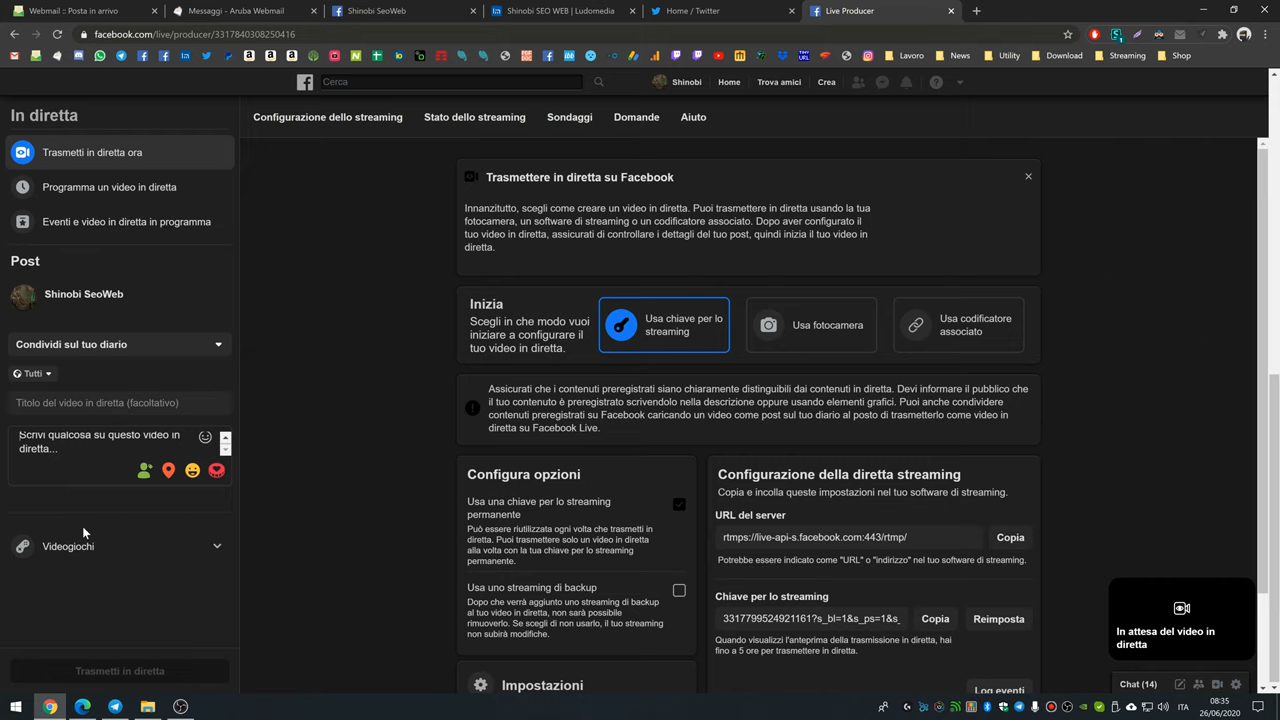 Webmail :: Posta in arrivo
Messaggi - Aruba Webmail
Shinobi SeoWeb
Shinobi SEO WEB | Ludomedia
Home / Twitter
Live Producer
facebook.com/live/producer/3317840308250416
Lavoro
News
Utility
Download
Streaming
Shop
Cerca
Shinobi
Home
Trova amici
Crea
In diretta
Configurazione dello streaming
Stato dello streaming
Sondaggi
Domande
Aiuto
Trasmetti in diretta ora
Programma un video in diretta
Eventi e video in diretta in programma
Post
Shinobi SeoWeb
Condividi sul tuo diario
Tutti
Titolo del video in diretta (facoltativo)
Scrivi qualcosa su questo video in
diretta...
Videogiochi
Trasmetti in diretta
Trasmettere in diretta su Facebook
Innanzitutto, scegli come creare un video in diretta. Puoi trasmettere in diretta usando la tua
fotocamera, un software di streaming o un codificatore associato. Dopo aver configurato il
tuo video in diretta, assicurati di controllare i dettagli del tuo post, quindi inizia il tuo video in
diretta.
Inizia
Scegli in che modo vuoi
iniziare a configurare il
tuo video in diretta.
Usa chiave per lo
streaming
Usa fotocamera
Usa codificatore
associato
Assicurati che i contenuti preregistrati siano chiaramente distinguibili dai contenuti in diretta. Devi informare il pubblico che
il tuo contenuto è preregistrato scrivendolo nella descrizione oppure usando elementi grafici. Puoi anche condividere
contenuti preregistrati su Facebook caricando un video come post sul tuo diario al posto di trasmetterlo come video in
diretta su Facebook Live.
Configura opzioni
Usa una chiave per lo streaming
permanente
Può essere riutilizzata ogni volta che trasmetti in
diretta. Puoi trasmettere solo un video in diretta
alla volta con la tua chiave per lo streaming
permanente.
Usa uno streaming di backup
Dopo che verrà aggiunto uno streaming di backup
al tuo video in diretta, non sarà possibile
rimuoverlo. Se scegli di non usarlo, il tuo streaming
non subirà modifiche.
Impostazioni
Configurazione della diretta streaming
Copia e incolla queste impostazioni nel tuo software di streaming.
URL del server
rtmps://live-api-s.facebook.com:443/rtmp/
Copia
Potrebbe essere indicato come "URL" o "indirizzo" nel tuo software di streaming.
Chiave per lo streaming
3317799524921161?s_bl=1&s_ps=1&s_
Copia
Reimposta
Quando visualizzi l'anteprima della trasmissione in diretta, hai
fino a 5 ore per trasmettere in diretta.
Log eventi
In attesa del video in
diretta
Chat (14)
ITA
08:35
26/06/2020